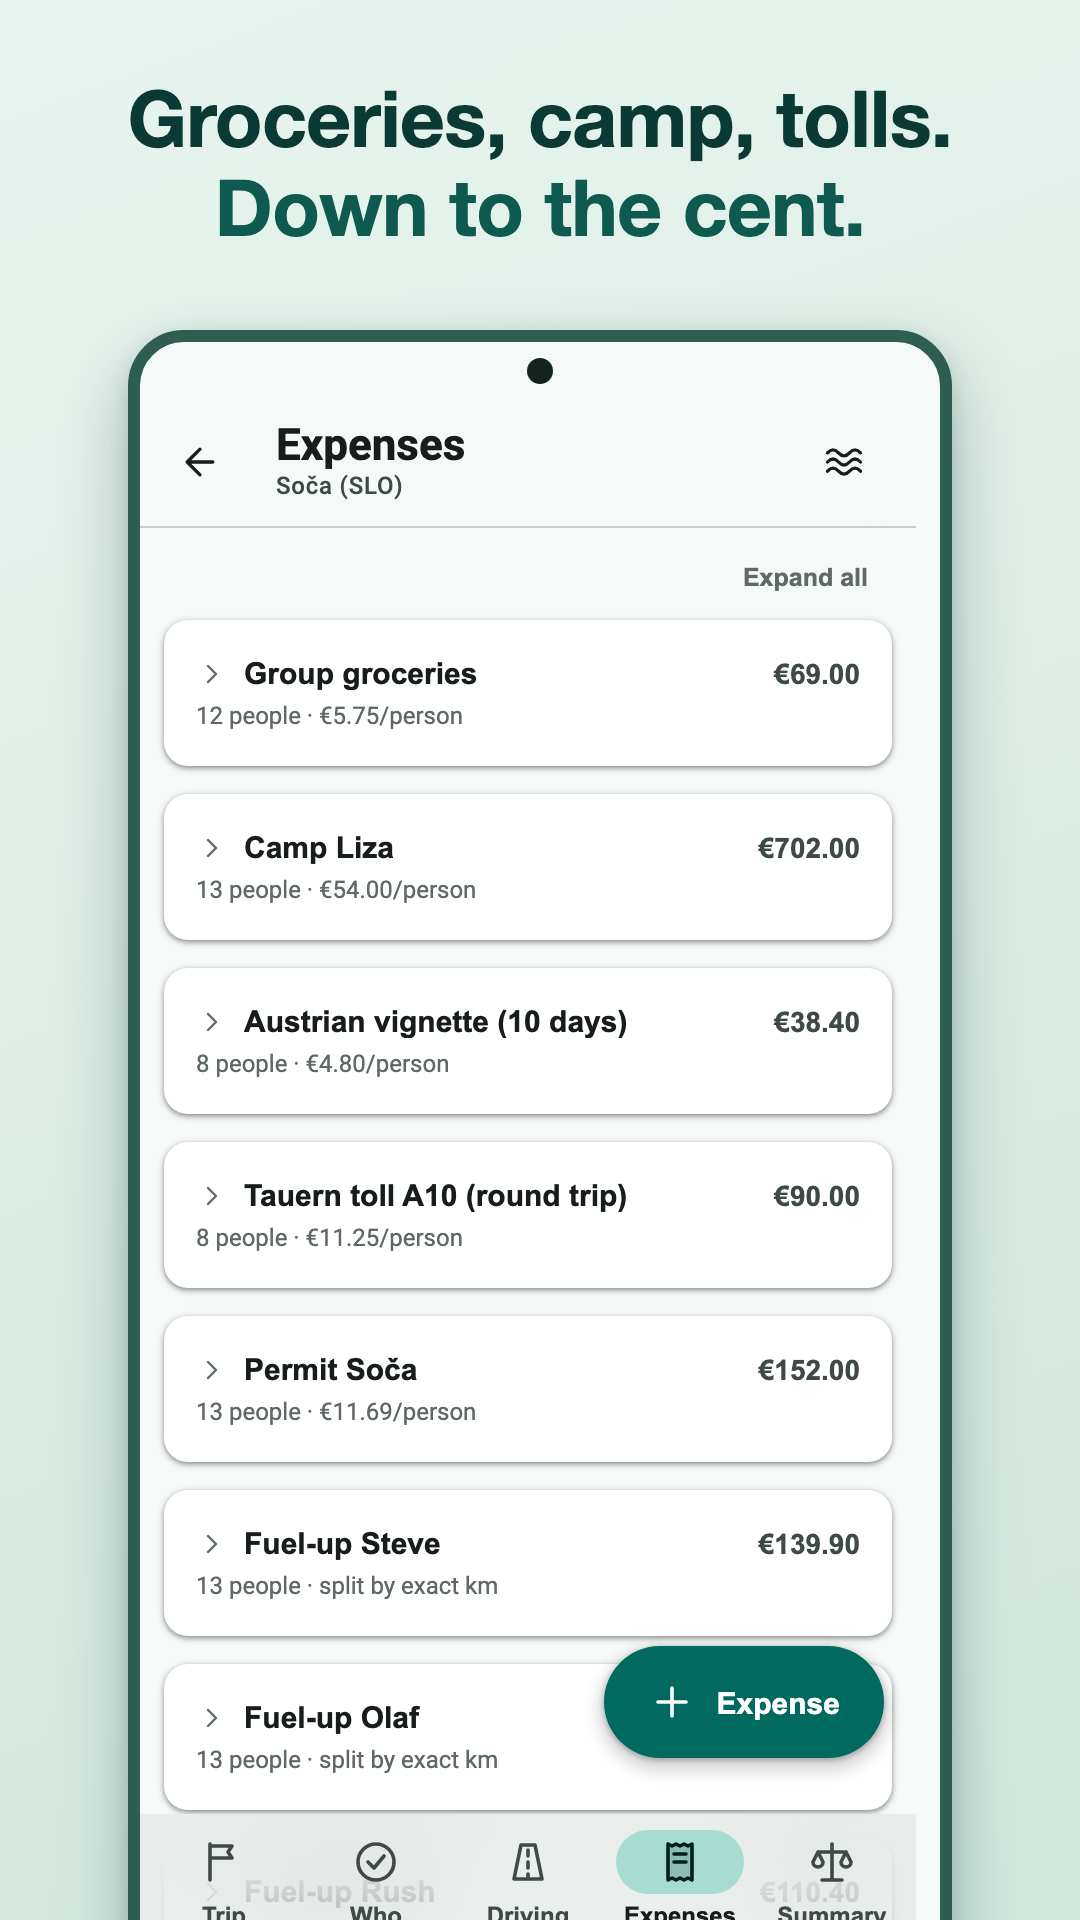 Groceries, camp, tolls.
Down to the cent.
Expenses
Soča (SLO)
Expand all
Group groceries €69.00
12 people · €5.75/person
Camp Liza €702.00
13 people · €54.00/person
Austrian vignette (10 days) €38.40
8 people · €4.80/person
Tauern toll A10 (round trip) €90.00
8 people · €11.25/person
Permit Soča €152.00
13 people · €11.69/person
Fuel-up Steve €139.90
13 people · split by exact km
Fuel-up Olaf
13 people · split by exact km
Expense
Fuel-up Rush €110.40
Trip Who Driving Expenses Summary